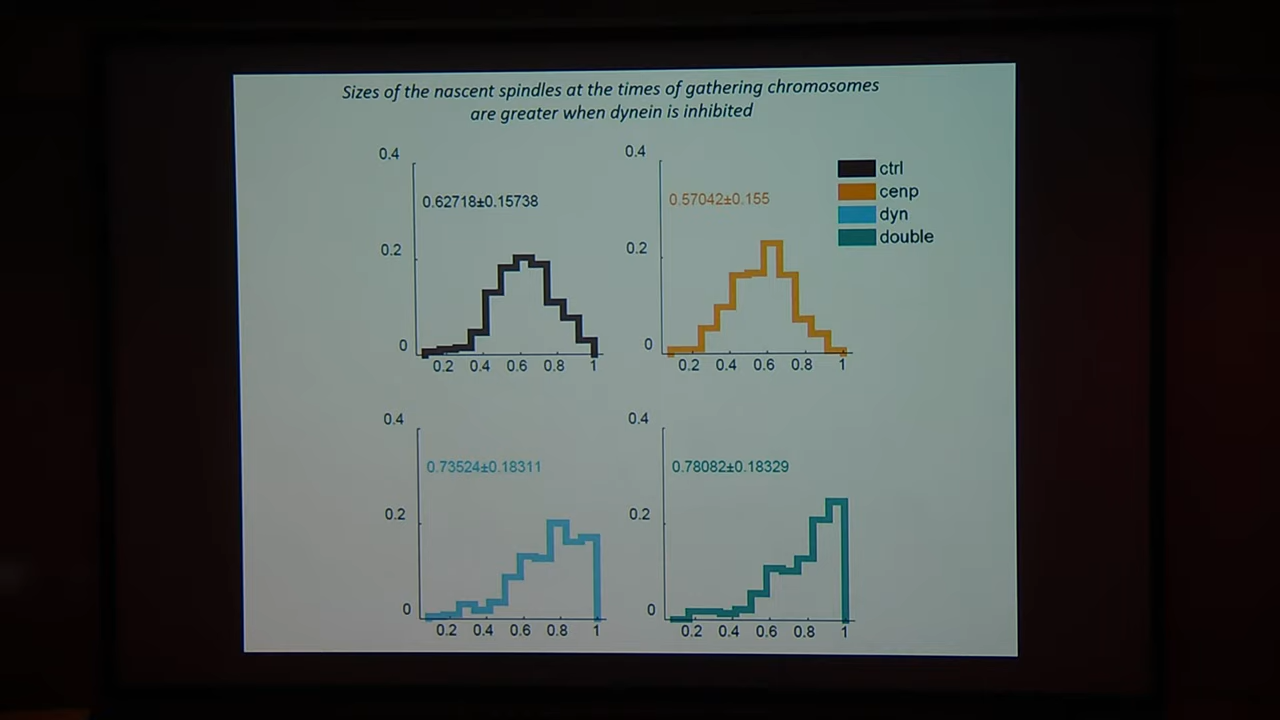 Sizes of the nascent spindles at the times of gathering chromosomes
are greater when dynein is inhibited
0.4
0.62718±0.15738
0.2
0
0.2 0.4 0.6 0.8 1
0.4
0.57042±0.155
0.2
0
0.2 0.4 0.6 0.8 1
ctrl
cenp
dyn
double
0.4
0.73524±0.18311
0.2
0
0.2 0.4 0.6 0.8 1
0.4
0.78082±0.18329
0.2
0
0.2 0.4 0.6 0.8 1